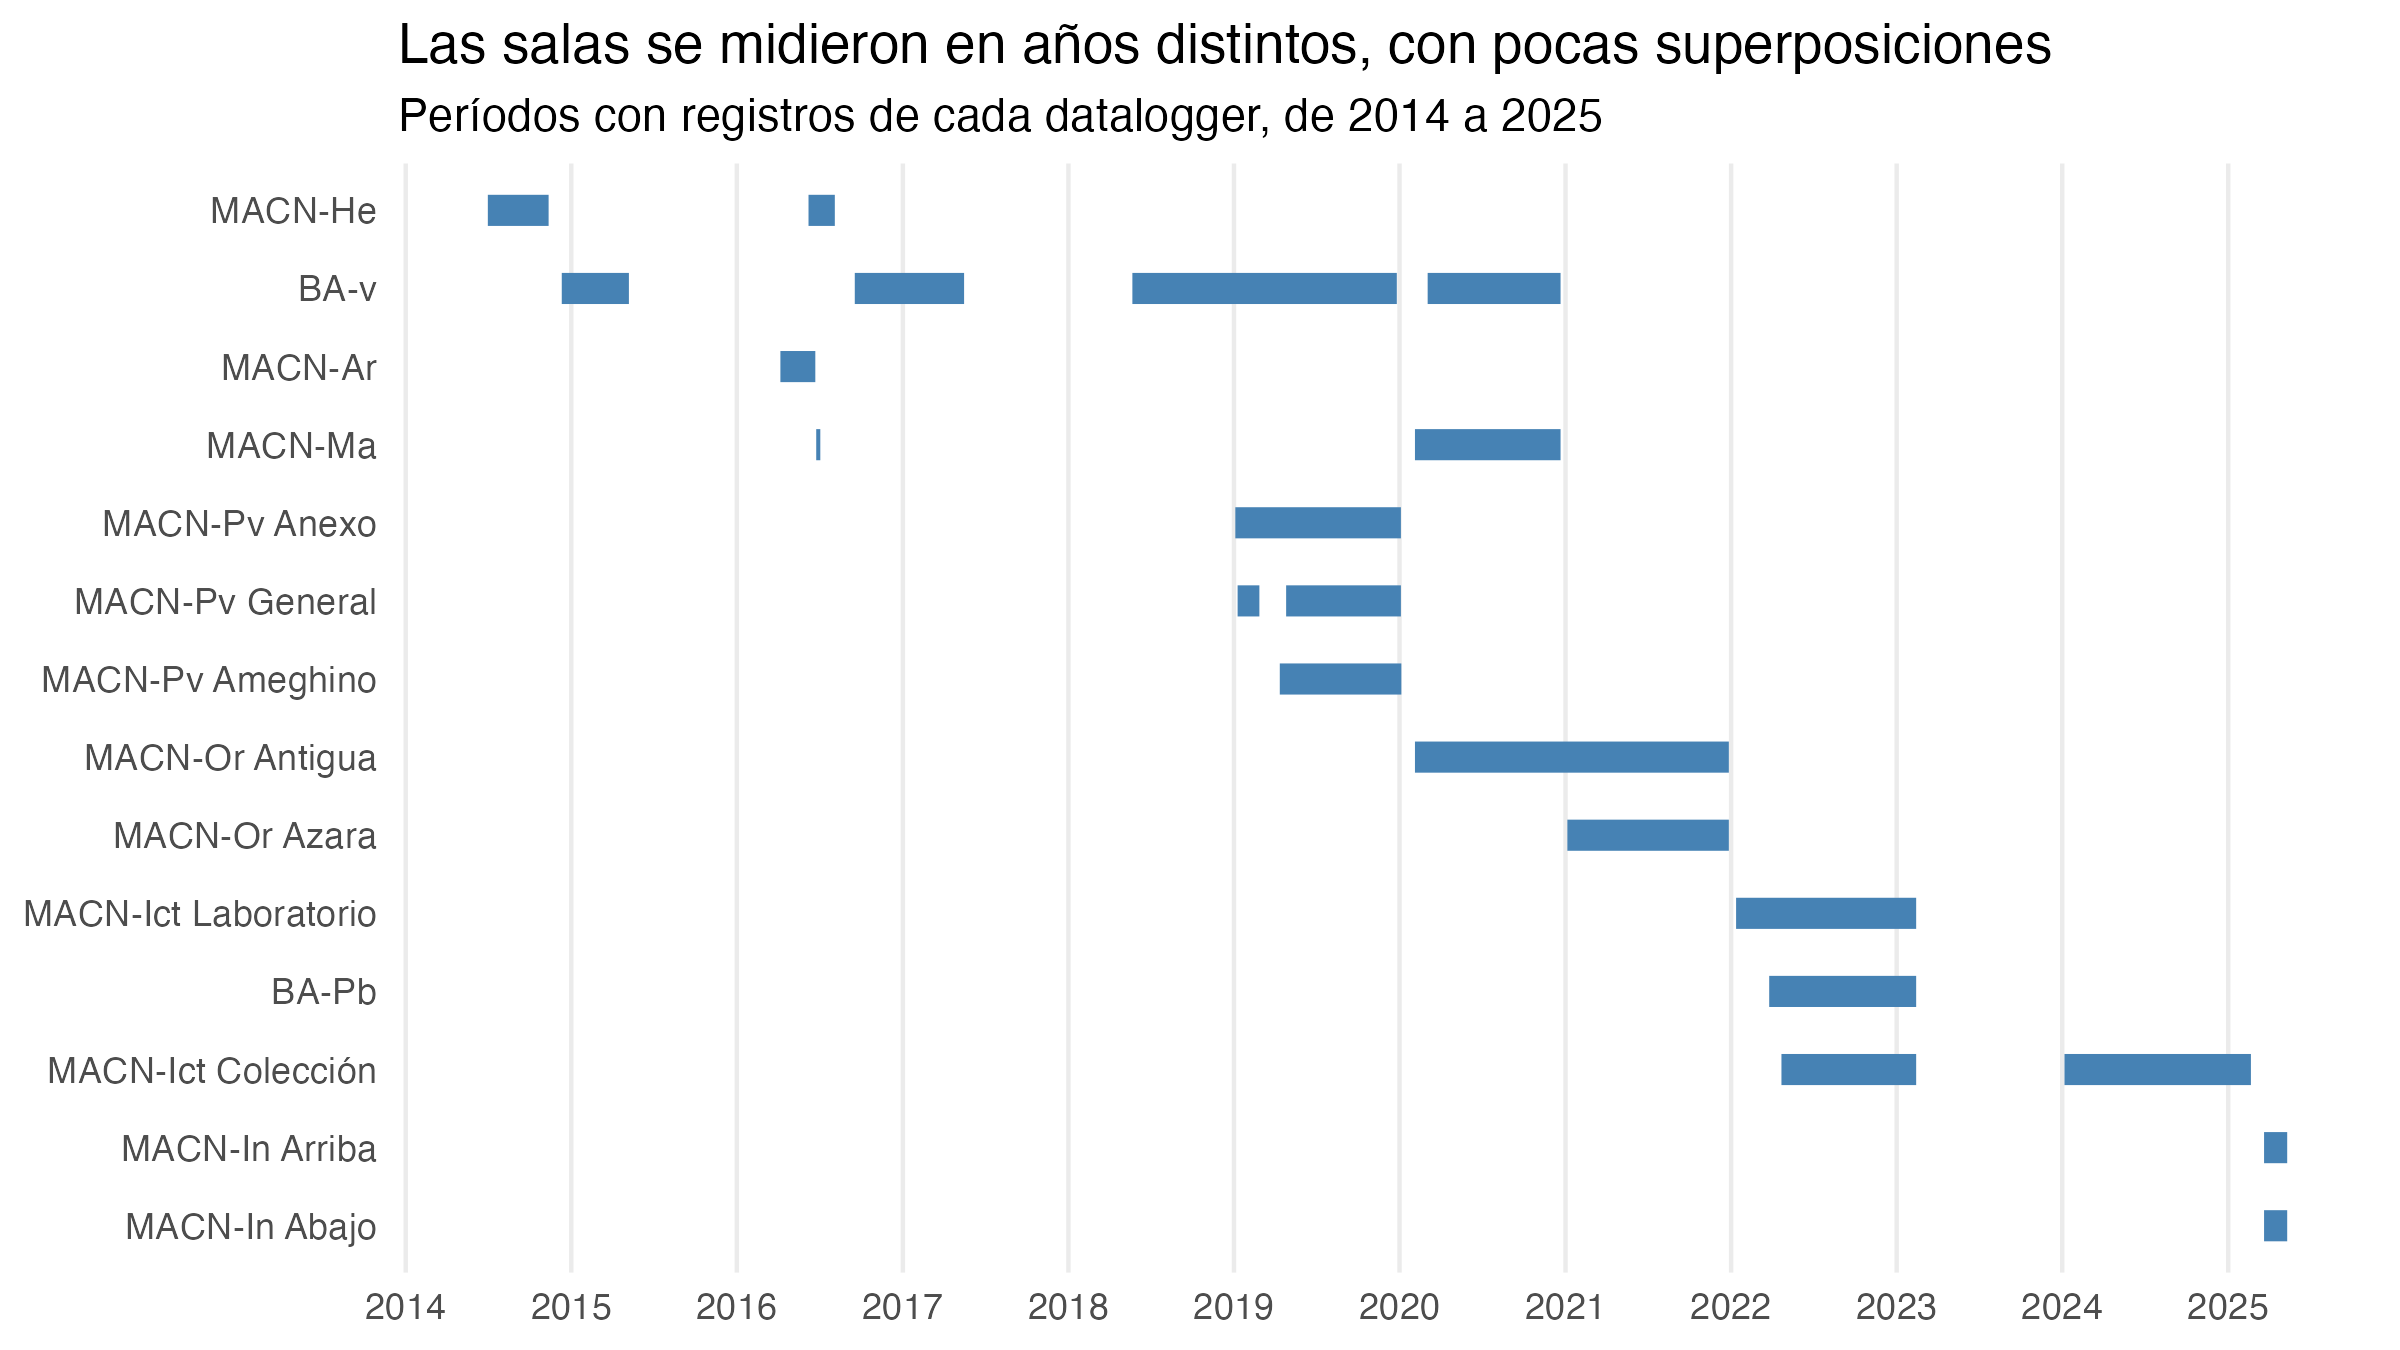 Las salas se midieron en años distintos, con pocas superposiciones
Períodos con registros de cada datalogger, de 2014 a 2025
MACN-He
BA-v
MACN-Ar
MACN-Ma
MACN-Pv Anexo
MACN-Pv General
MACN-Pv Ameghino
MACN-Or Antigua
MACN-Or Azara
MACN-Ict Laboratorio
BA-Pb
MACN-Ict Colección
MACN-In Arriba
MACN-In Abajo
2014 2015 2016 2017 2018 2019 2020 2021 2022 2023 2024 2025